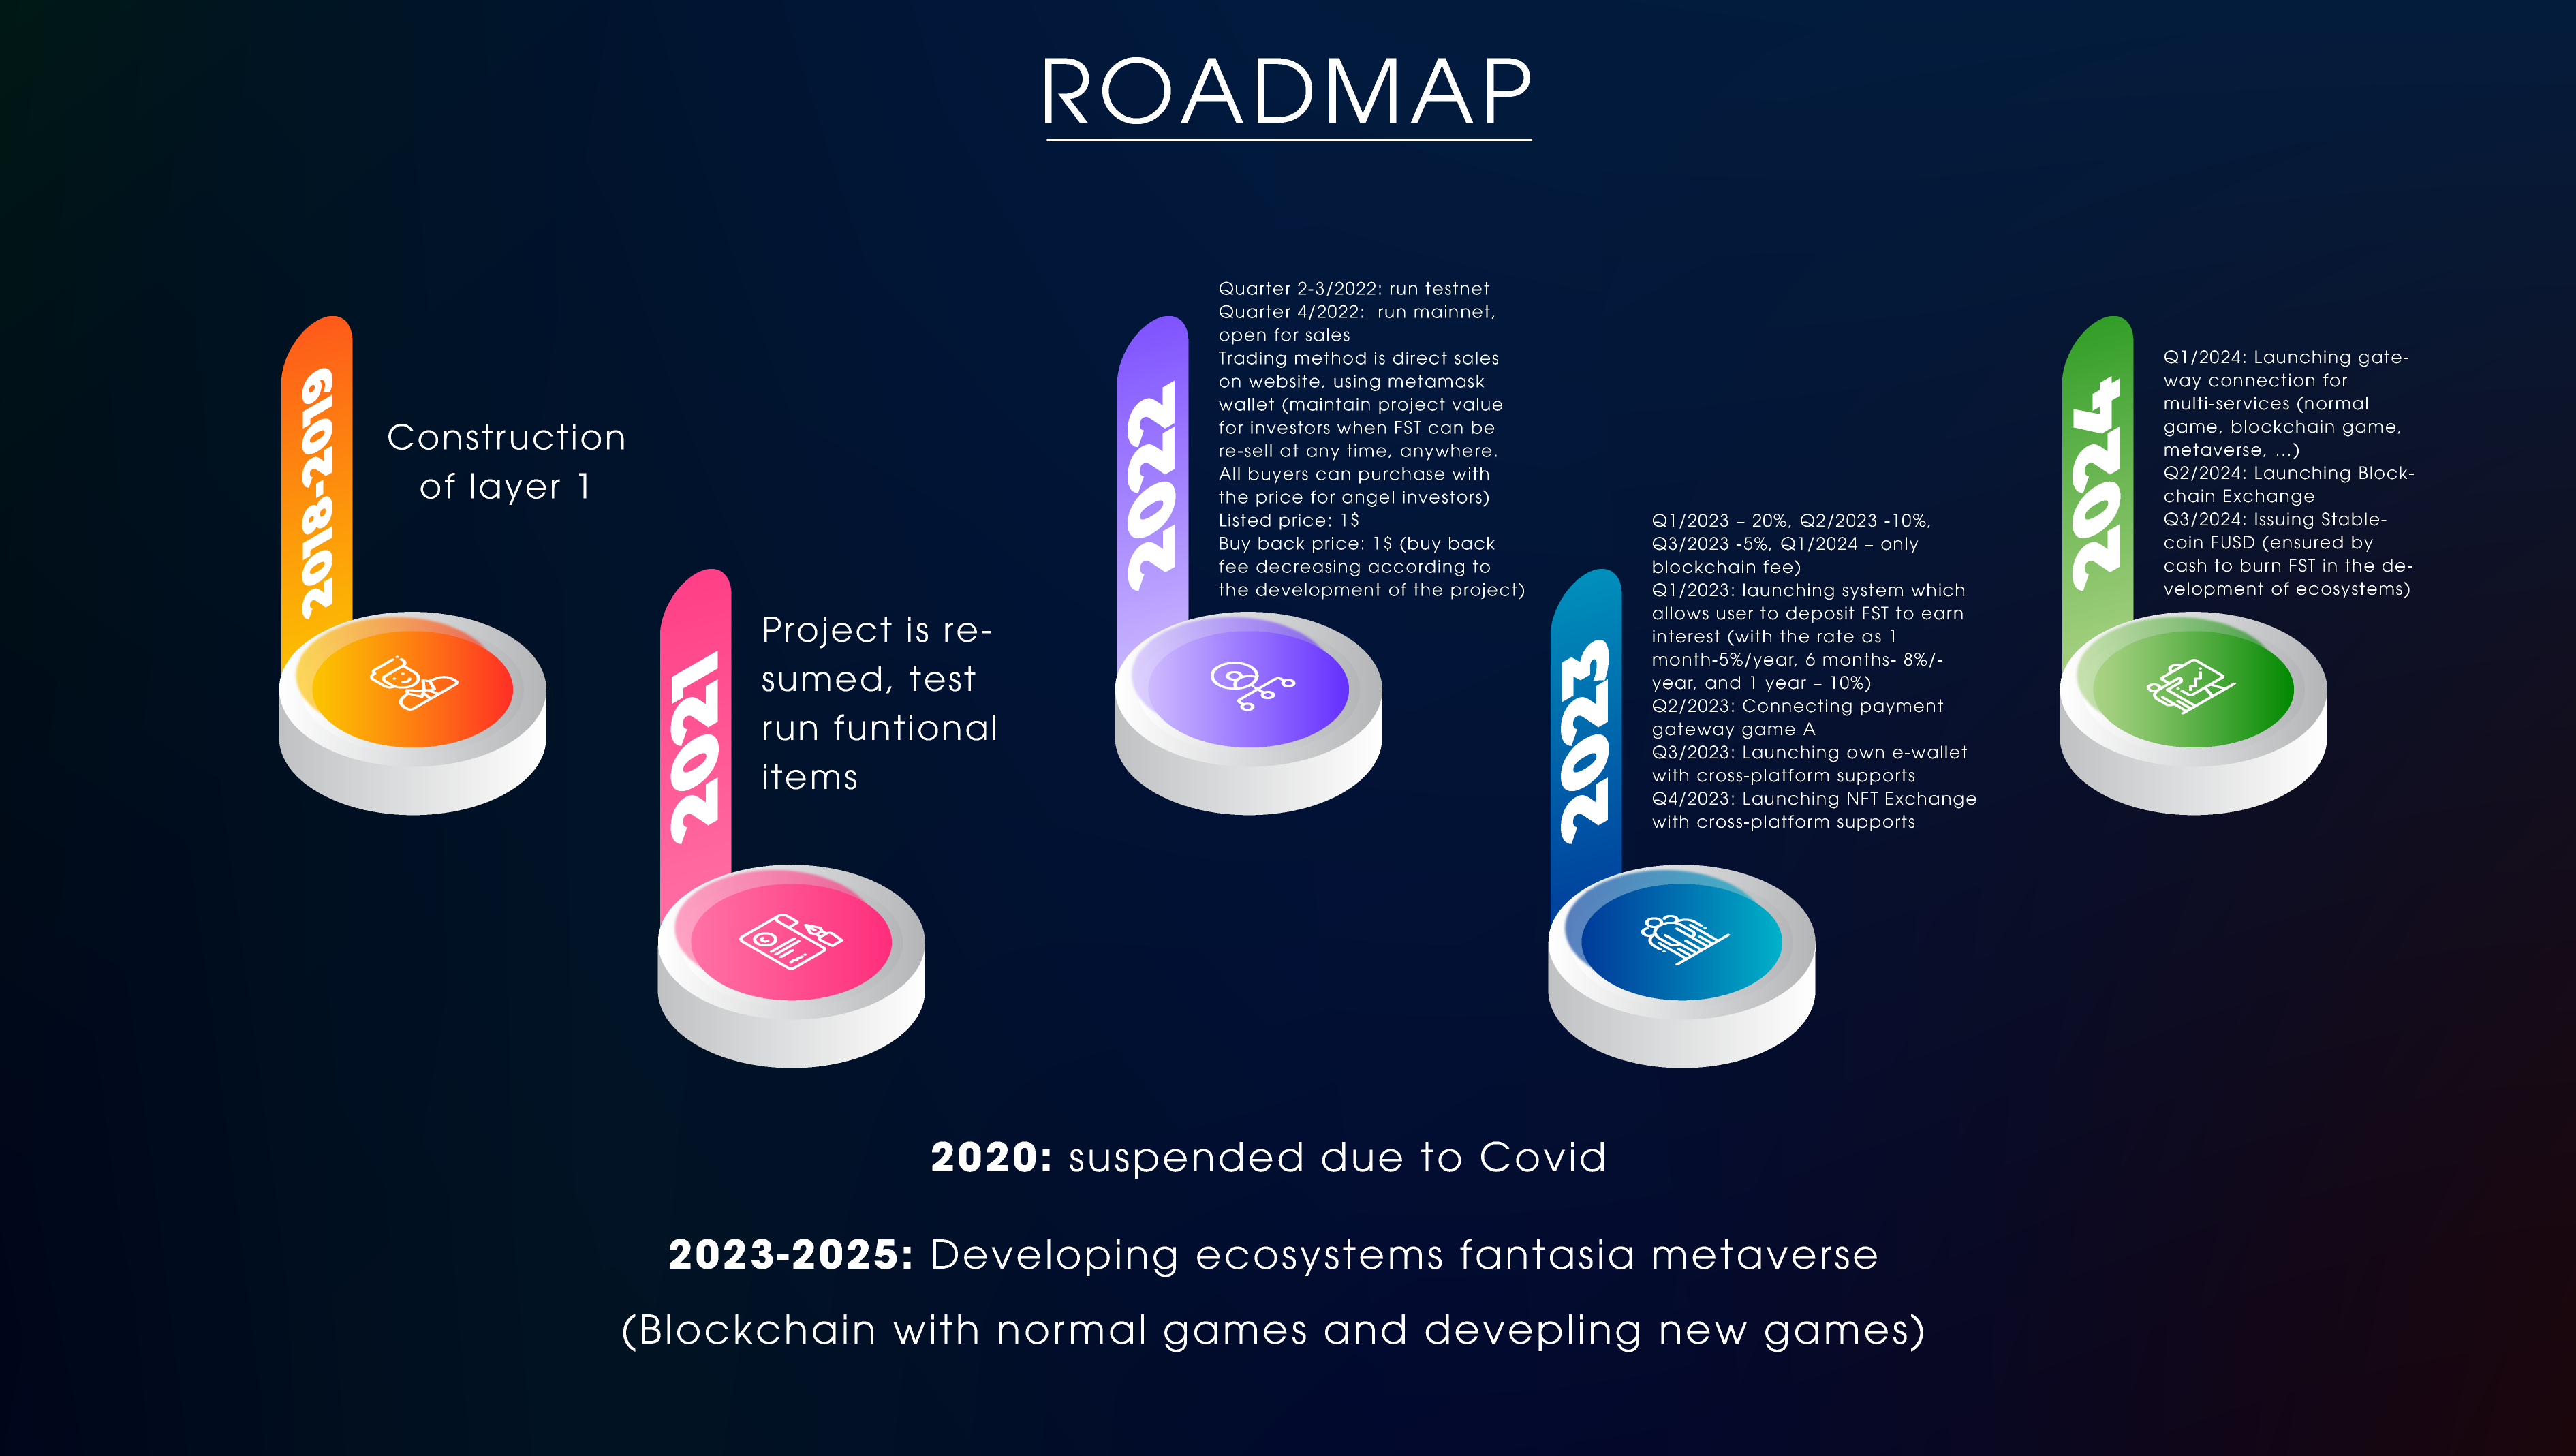 ROADMAP
2018-2019
Construction
of layer 1
2021
Project is re-
sumed, test
run funtional
items
2022
Quarter 2-3/2022: run testnet
Quarter 4/2022: run mainnet,
open for sales
Trading method is direct sales
on website, using metamask
wallet (maintain project value
for investors when FST can be
re-sell at any time, anywhere.
All buyers can purchase with
the price for angel investors)
Listed price: 1$
Buy back price: 1$ (buy back
fee decreasing according to
the development of the project)
2023
Q1/2023 – 20%, Q2/2023 -10%,
Q3/2023 -5%, Q1/2024 – only
blockchain fee)
Q1/2023: launching system which
allows user to deposit FST to earn
interest (with the rate as 1
month-5%/year, 6 months- 8%/-
year, and 1 year – 10%)
Q2/2023: Connecting payment
gateway game A
Q3/2023: Launching own e-wallet
with cross-platform supports
Q4/2023: Launching NFT Exchange
with cross-platform supports
2024
Q1/2024: Launching gate-
way connection for
multi-services (normal
game, blockchain game,
metaverse, ...)
Q2/2024: Launching Block-
chain Exchange
Q3/2024: Issuing Stable-
coin FUSD (ensured by
cash to burn FST in the de-
velopment of ecosystems)
2020: suspended due to Covid
2023-2025: Developing ecosystems fantasia metaverse
(Blockchain with normal games and devepling new games)